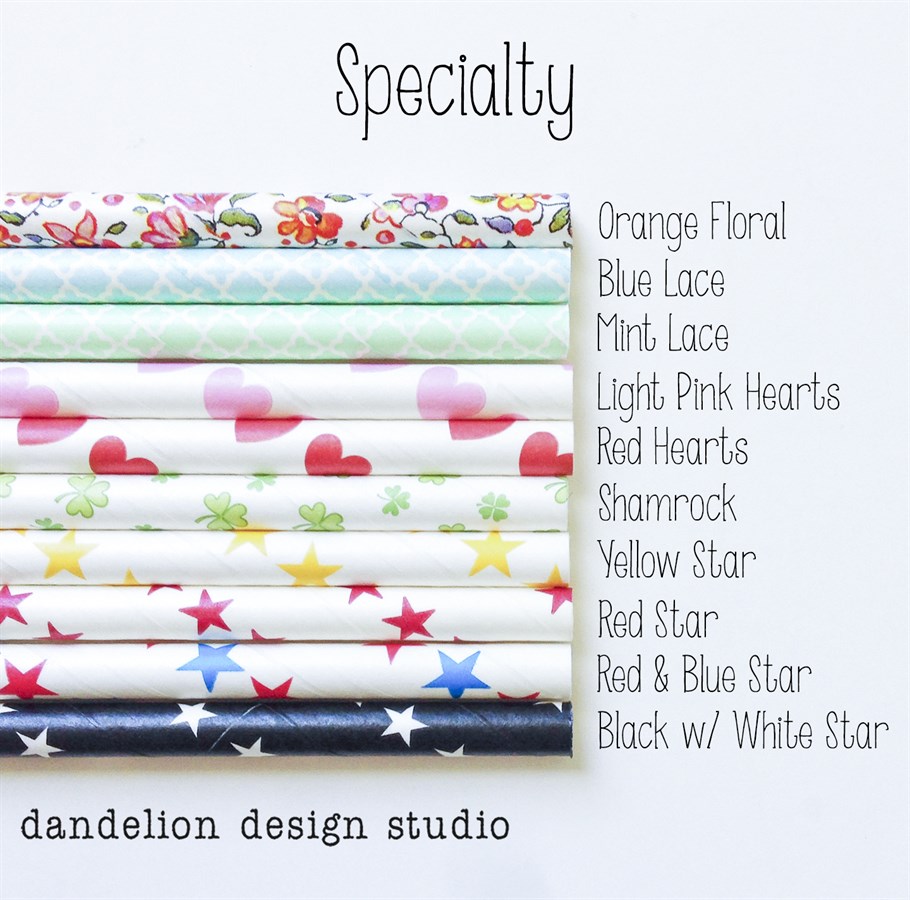 Specialty
Orange Floral
Blue Lace
Mint Lace
Light Pink Hearts
Red Hearts
Shamrock
Yellow Star
Red Star
Red & Blue Star
Black w/ White Star
dandelion design studio